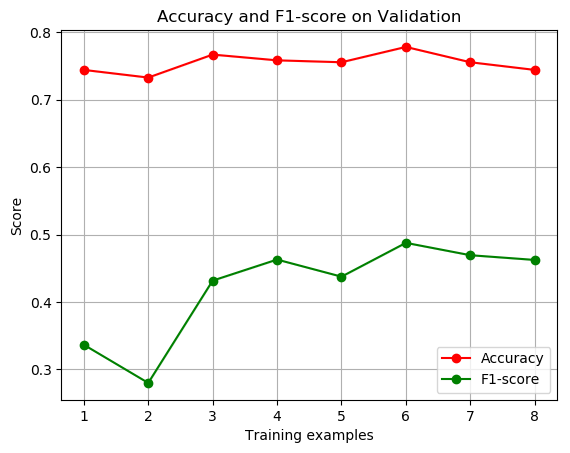 Accuracy and F1-score on Validation
0.8
0.7
0.6
0.5
0.4
0.3
Score
Accuracy
F1-score
1 2 3 4 5 6 7 8
Training examples